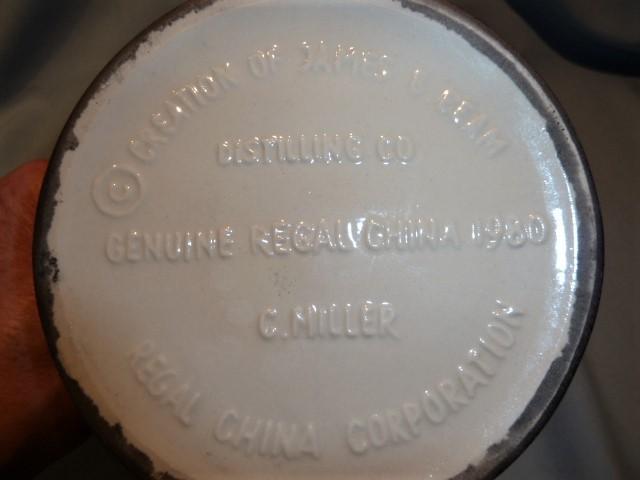 © CREATION OF JAMES B BEAM
DISTILLING CO
GENUINE REGAL CHINA 1980
C. MILLER
REGAL CHINA CORPORATION